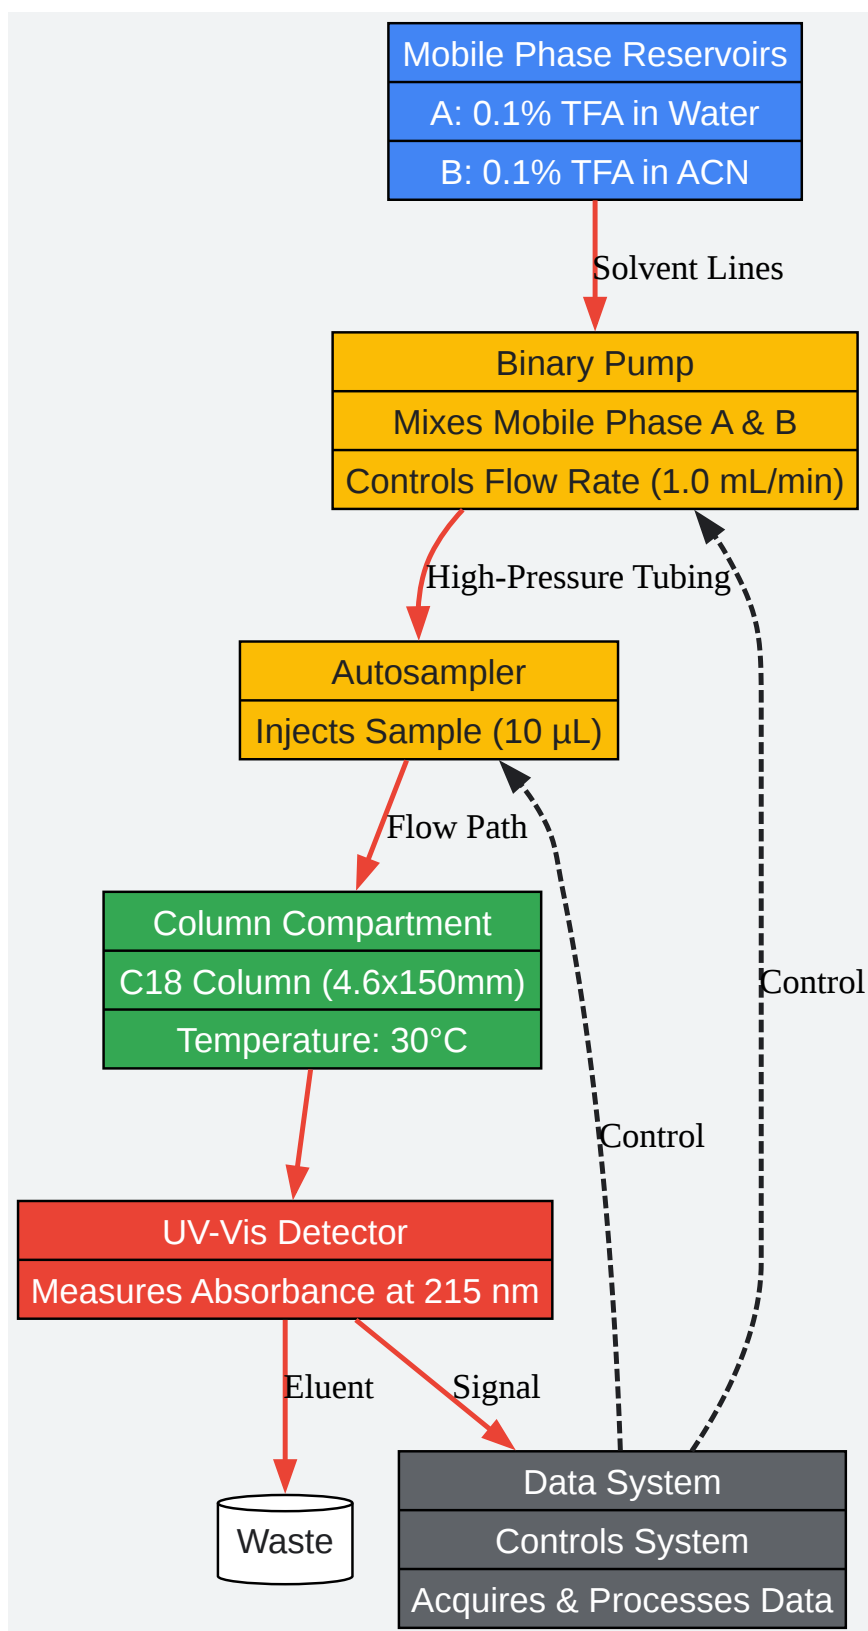 Mobile Phase Reservoirs
A: 0.1% TFA in Water
B: 0.1% TFA in ACN
Solvent Lines
Binary Pump
Mixes Mobile Phase A & B
Controls Flow Rate (1.0 mL/min)
High-Pressure Tubing
Autosampler
Injects Sample (10 µL)
Flow Path
Column Compartment
C18 Column (4.6x150mm)
Temperature: 30°C
Control
Control
UV-Vis Detector
Measures Absorbance at 215 nm
Eluent
Signal
Waste
Data System
Controls System
Acquires & Processes Data